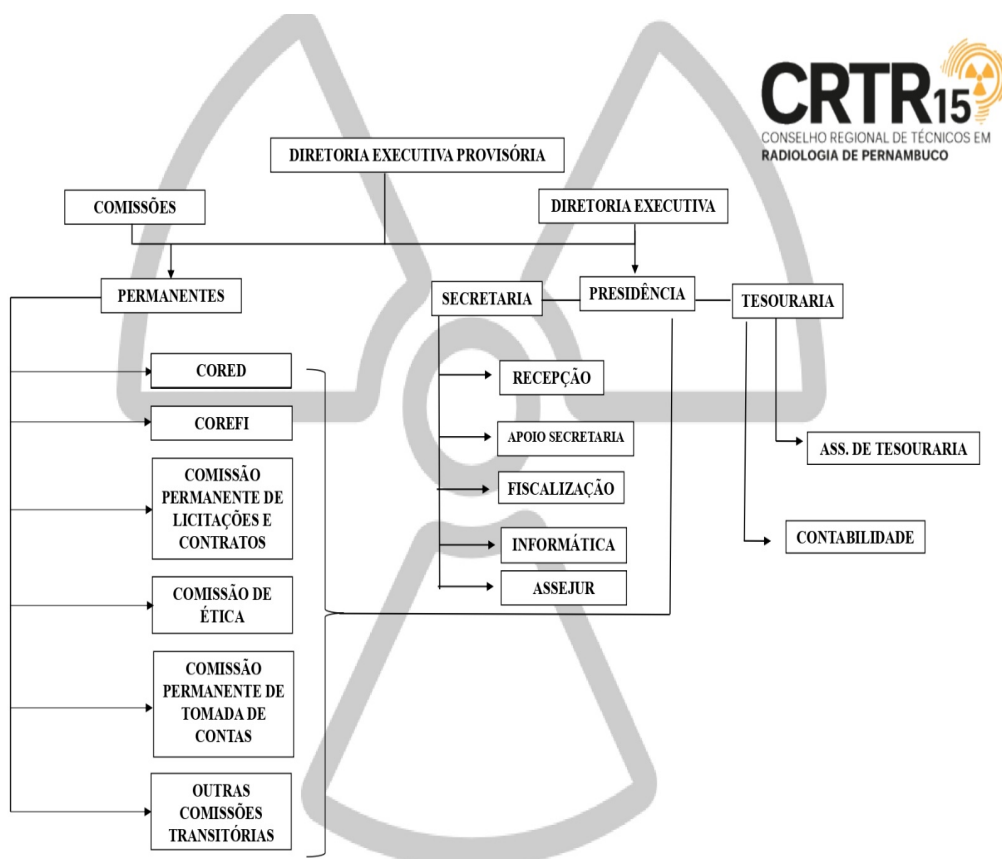 CRTR15
CONSELHO REGIONAL DE TÉCNICOS EM
RADIOLOGIA DE PERNAMBUCO
DIRETORIA EXECUTIVA PROVISÓRIA
COMISSÕES
DIRETORIA EXECUTIVA
PERMANENTES
SECRETARIA
PRESIDÊNCIA
TESOURARIA
CORED
COREFI
COMISSÃO
PERMANENTE DE
LICITAÇÕES E
CONTRATOS
COMISSÃO DE
ÉTICA
COMISSÃO
PERMANENTE DE
TOMADA DE
CONTAS
OUTRAS
COMISSÕES
TRANSITÓRIAS
RECEPÇÃO
APOIO SECRETARIA
FISCALIZAÇÃO
INFORMÁTICA
ASSEJUR
ASS. DE TESOURARIA
CONTABILIDADE